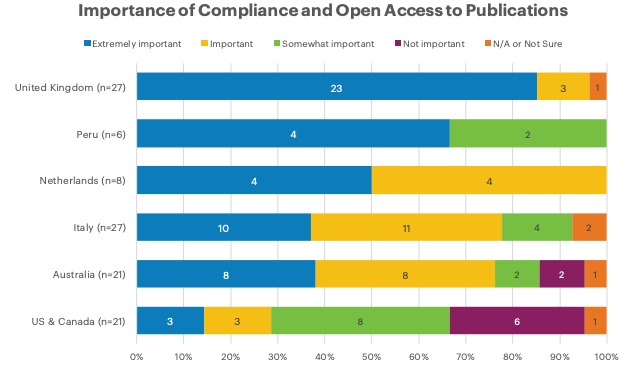 Importance of Compliance and Open Access to Publications
Extremely important Important Somewhat important Not important N/A or Not Sure
United Kingdom (n=27) 23 3 1
Peru (n=6) 4 2
Netherlands (n=8) 4 4
Italy (n=27) 10 11 4 2
Australia (n=21) 8 8 2 2 1
US & Canada (n=21) 3 3 8 6 1
0% 10% 20% 30% 40% 50% 60% 70% 80% 90% 100%